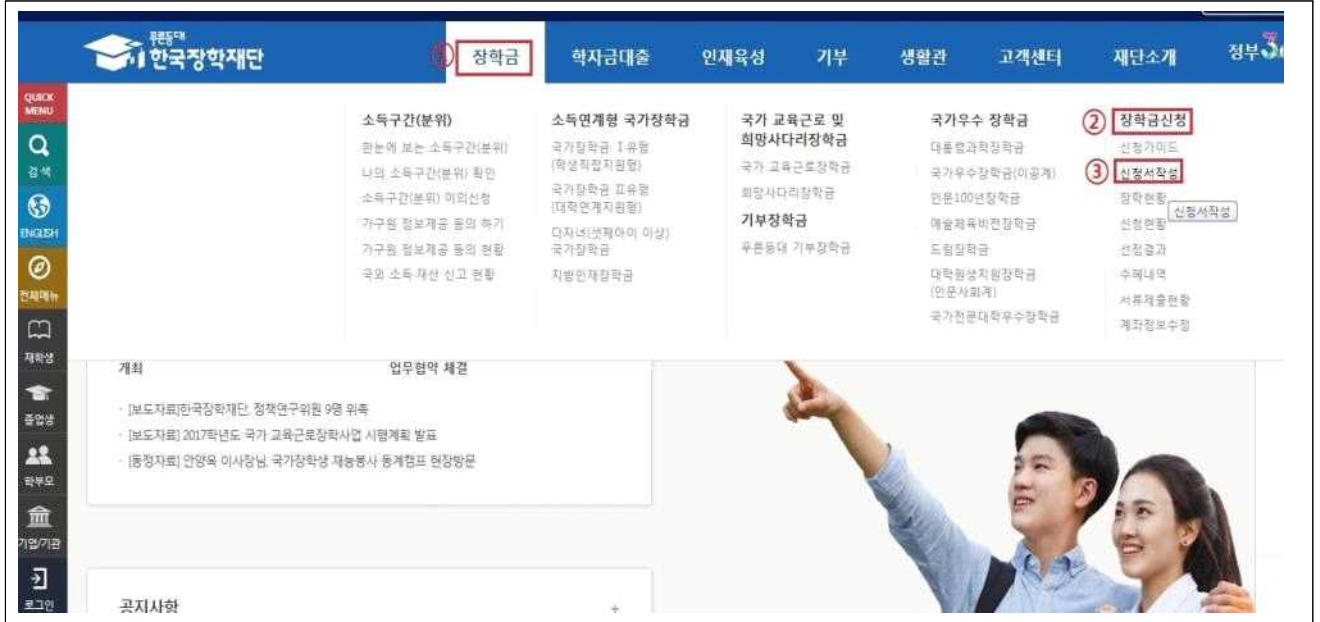 푸른등대
한국장학재단
① 장학금 학자금대출 인재육성 기부 생활관 고객센터 재단소개 정부3.
QUICK
MENU
검색
ENGLISH
전체메뉴
재학생
졸업생
학부모
기업/기관
로그인
소득구간(분위)
한눈에 보는 소득구간(분위)
나의 소득구간(분위) 확인
소득구간(분위) 이의신청
가구원 정보제공 동의 하기
가구원 정보제공 동의 현황
국외 소득·재산 신고 현황
소득연계형 국가장학금
국가장학금 Ⅰ유형
(학생직접지원형)
국가장학금 Ⅱ유형
(대학연계지원형)
다자녀(셋째아이 이상)
국가장학금
지방인재장학금
국가 교육근로 및
희망사다리장학금
국가 교육근로장학금
희망사다리장학금
기부장학금
푸른등대 기부장학금
국가우수 장학금
대통령과학장학금
국가우수장학금(이공계)
인문100년장학금
예술체육비전장학금
드림장학금
대학원생지원장학금
(인문사회계)
국가전문대학우수장학금
② 장학금신청
신청가이드
③ 신청서작성
장학현황
신청서작성
신청현황
선정결과
수혜내역
서류제출현황
계좌정보수정
개최 업무협약 체결
· [보도자료]한국장학재단, 정책연구위원 9명 위촉
· [보도자료] 2017학년도 국가 교육근로장학사업 시행계획 발표
· [동정자료] 안양옥 이사장님, 국가장학생 재능봉사 동계캠프 현장방문
공지사항 +